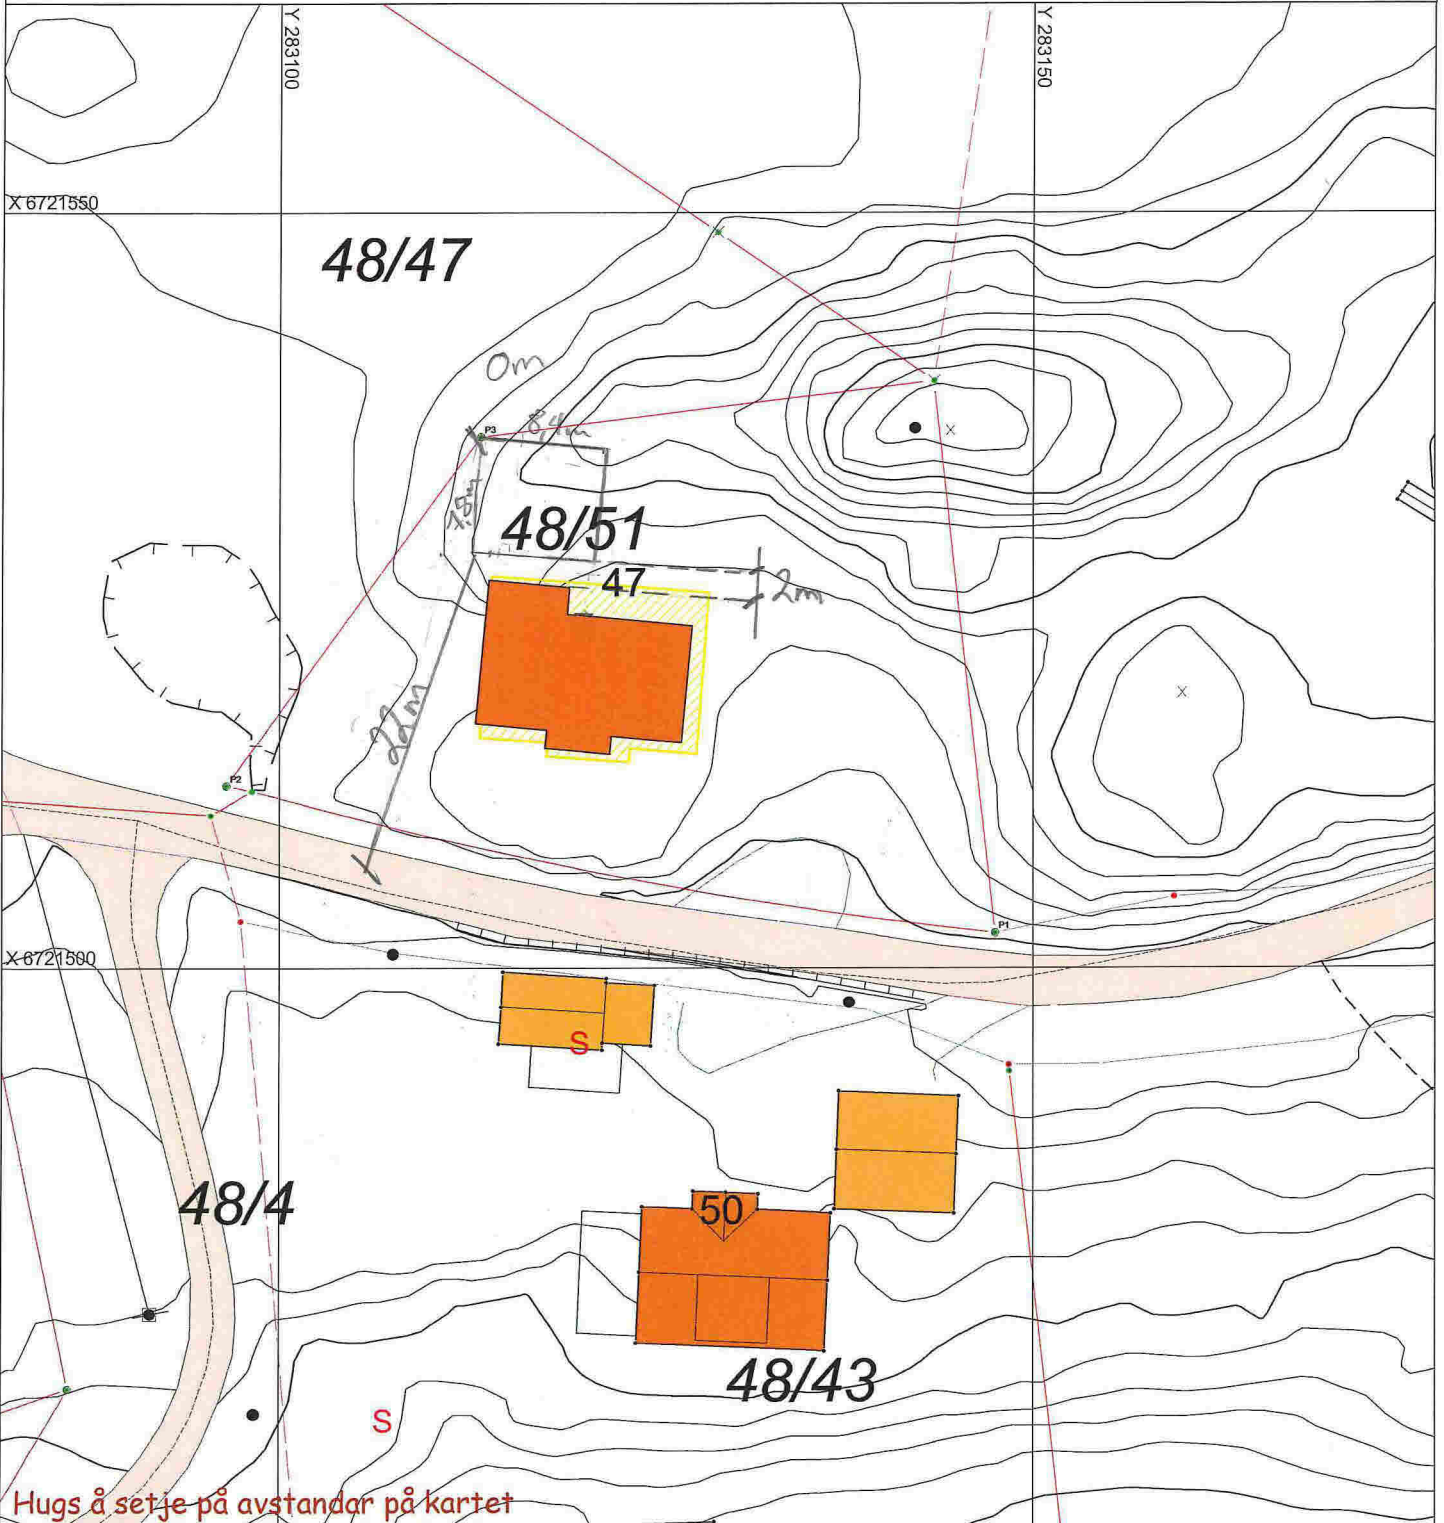 Y 283100
Y 283150
X 6721550
48/47
0m
P3
8,4m
7,8m
48/51
47
2m
22m
P2
P1
X 6721500
S
48/4
50
48/43
S
Hugs å setje på avstandar på kartet